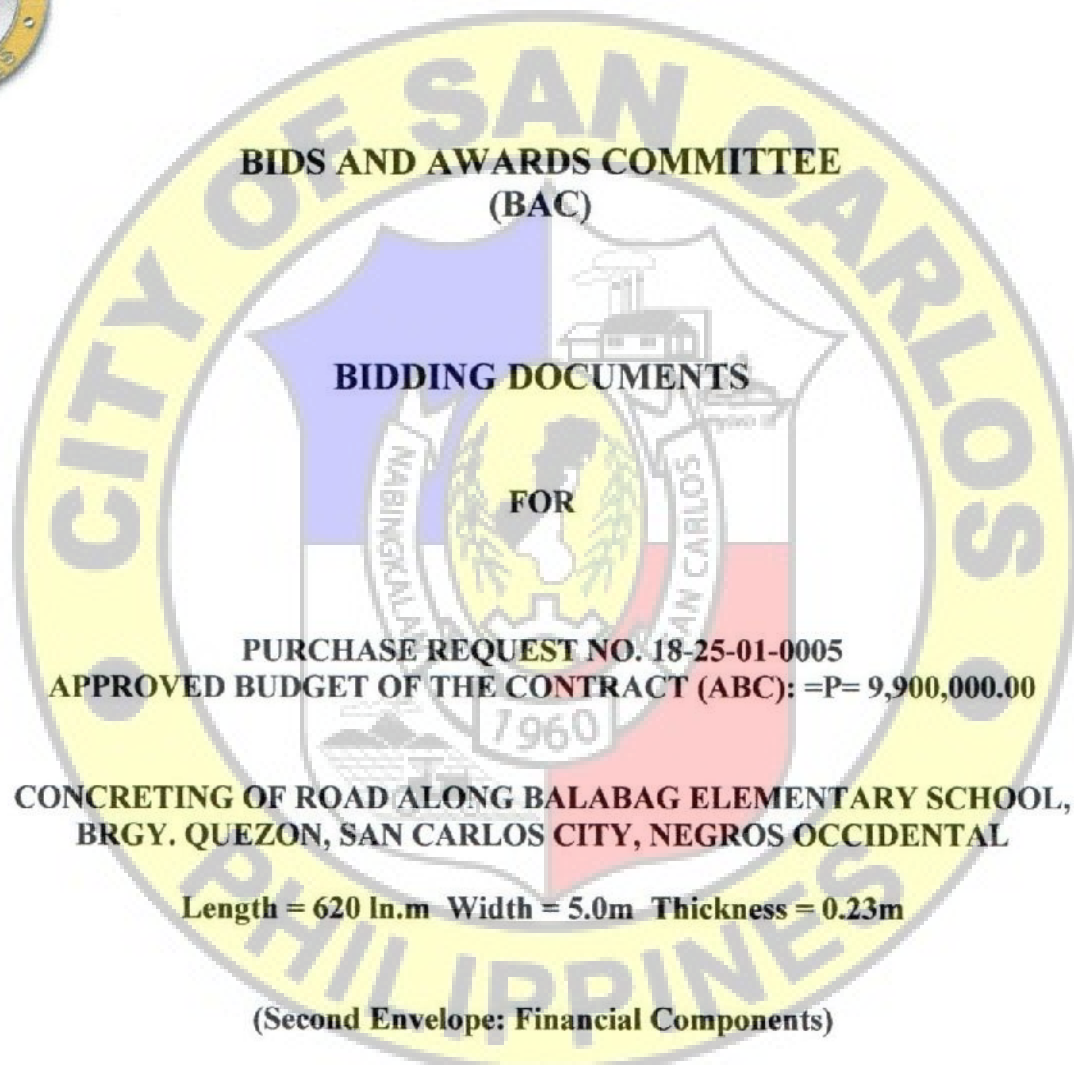 CITY OF SAN CARLOS
BIDS AND AWARDS COMMITTEE
(BAC)
BIDDING DOCUMENTS
FOR
SAN CARLOS
PURCHASE REQUEST NO. 18-25-01-0005
APPROVED BUDGET OF THE CONTRACT (ABC): =P= 9,900,000.00
1960
CONCRETING OF ROAD ALONG BALABAG ELEMENTARY SCHOOL,
BRGY. QUEZON, SAN CARLOS CITY, NEGROS OCCIDENTAL
Length = 620 ln.m Width = 5.0m Thickness = 0.23m
PHILIPPINES
(Second Envelope: Financial Components)